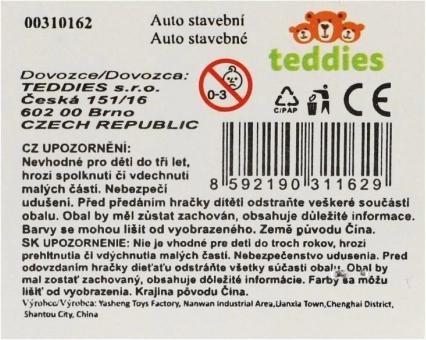 00310162
Auto stavební
Auto stavebné
teddies
Dovozce/Dovozca:
TEDDIES s.r.o.
Česká 151/16
602 00 Brno
CZECH REPUBLIC
0-3
C/PAP
CE
8 592190 311629
CZ UPOZORNĚNÍ:
Nevhodné pro děti do tří let,
hrozí spolknutí či vdechnutí
malých částí. Nebezpečí
udušení. Před předáním hračky dítěti odstraňte veškeré součásti
obalu. Obal by měl zůstat zachován, obsahuje důležité informace.
Barvy se mohou lišit od vyobrazeného. Země původu Čína.
SK UPOZORNENIE: Nie je vhodné pre deti do troch rokov, hrozí
prehltnutia či vdýchnutia malých častí. Nebezpečenstvo udusenia. Pred
odovzdaním hračky dieťaťu odstráňte všetky súčasti obalu. Obal by
mal zostať zachovaný, obsahuje dôležité informácie. Farby sa môžu
líšiť od vyobrazenia. Krajina pôvodu Čína.
Výrobce/Výrobca: Yasheng Toys Factory, Nanwan Industrial Area,Lianxia Town,Chenghai District,
Shantou City, China